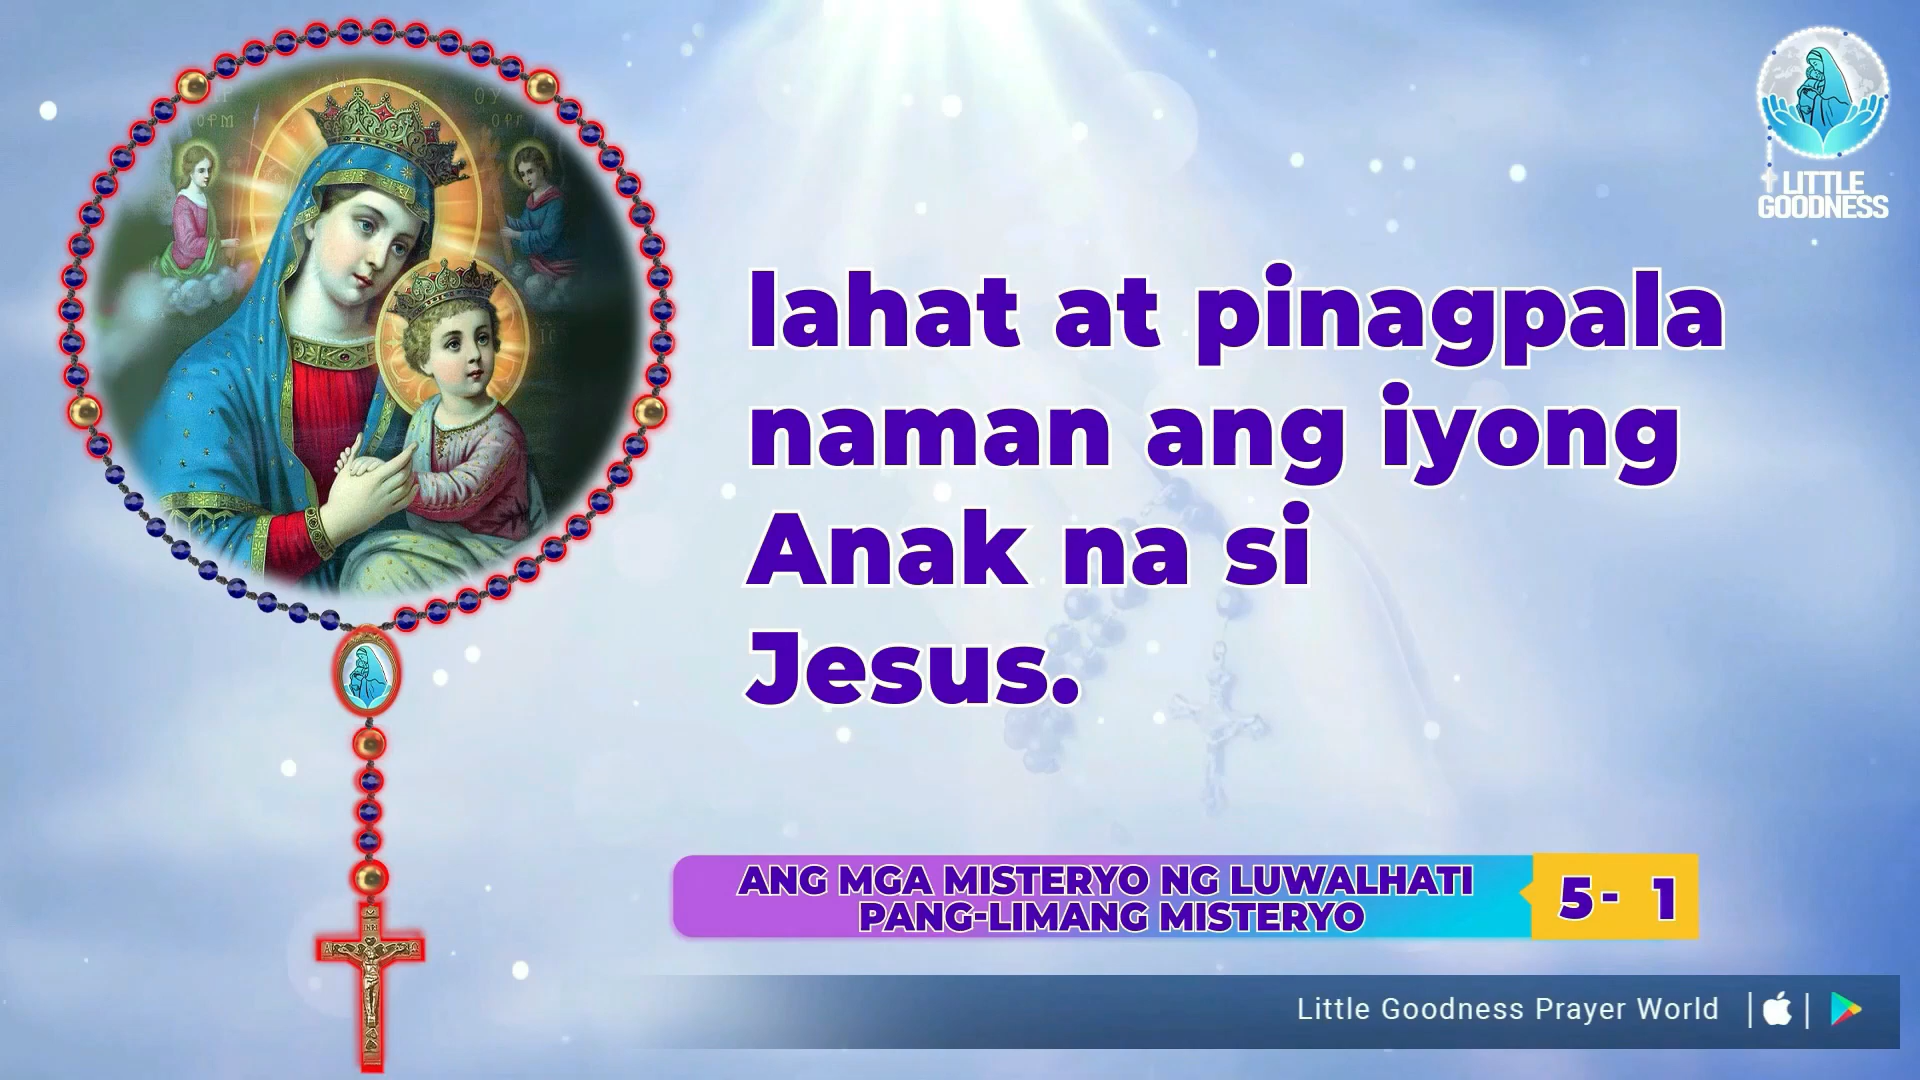 LITTLE
GOODNESS
lahat at pinagpala
naman ang iyong
Anak na si
Jesus.
ANG MGA MISTERYO NG LUWALHATI
PANG-LIMANG MISTERYO
5- 1
Little Goodness Prayer World